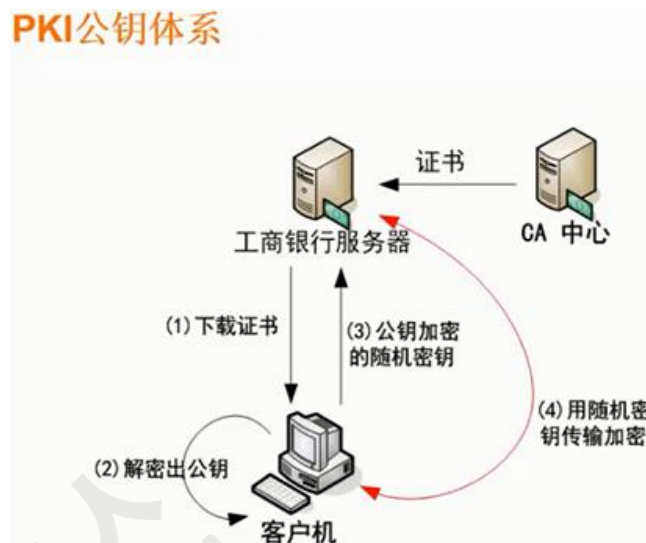 PKI公钥体系
证书
工商银行服务器
CA 中心
(1)下载证书
(3)公钥加密
的随机密钥
(4)用随机密
钥传输加密
(2)解密出公钥
客户机